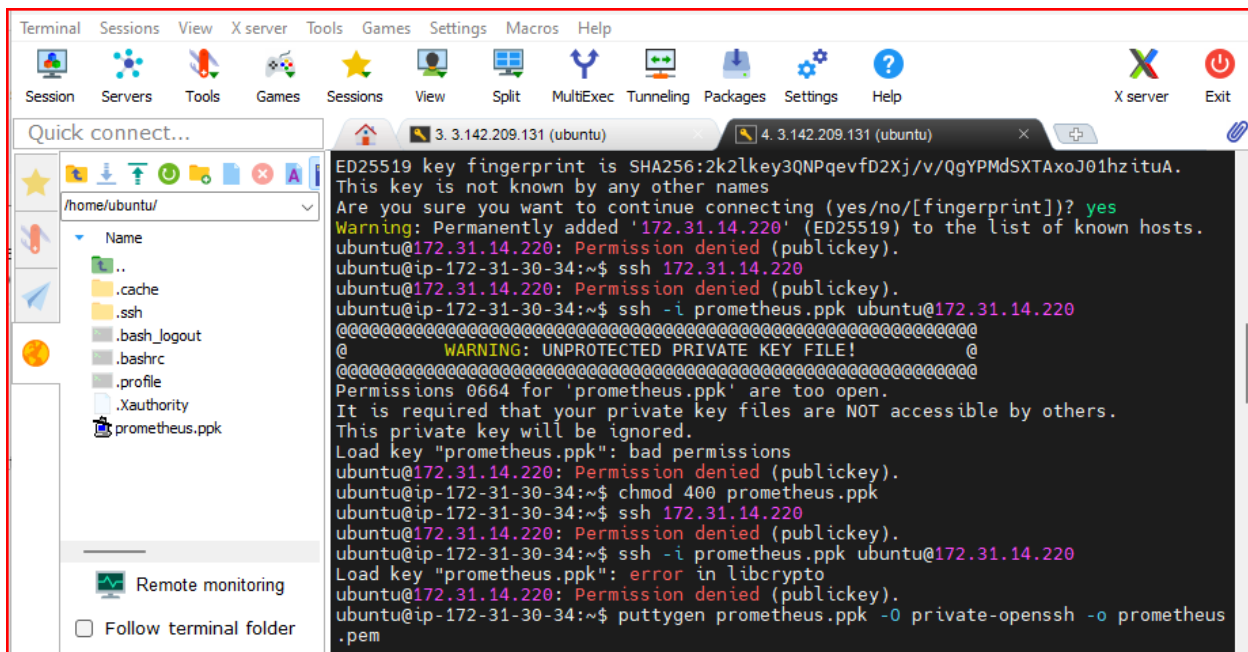 Terminal Sessions View X server Tools Games Settings Macros Help
Session Servers Tools Games Sessions View Split MultiExec Tunneling Packages Settings Help X server Exit
Quick connect...
3. 3.142.209.131 (ubuntu)
4. 3.142.209.131 (ubuntu)
/home/ubuntu/
Name
..
.cache
.ssh
.bash_logout
.bashrc
.profile
.Xauthority
prometheus.ppk
Remote monitoring
Follow terminal folder
ED25519 key fingerprint is SHA256:2k2lkey3QNPqevfD2Xj/v/QgYPMdSXTAxoJ01hzituA.
This key is not known by any other names
Are you sure you want to continue connecting (yes/no/[fingerprint])? yes
Warning: Permanently added '172.31.14.220' (ED25519) to the list of known hosts.
ubuntu@172.31.14.220: Permission denied (publickey).
ubuntu@ip-172-31-30-34:~$ ssh 172.31.14.220
ubuntu@172.31.14.220: Permission denied (publickey).
ubuntu@ip-172-31-30-34:~$ ssh -i prometheus.ppk ubuntu@172.31.14.220
@@@@@@@@@@@@@@@@@@@@@@@@@@@@@@@@@@@@@@@@@@@@@@@@@@@@@@@@@@@
@         WARNING: UNPROTECTED PRIVATE KEY FILE!          @
@@@@@@@@@@@@@@@@@@@@@@@@@@@@@@@@@@@@@@@@@@@@@@@@@@@@@@@@@@@
Permissions 0664 for 'prometheus.ppk' are too open.
It is required that your private key files are NOT accessible by others.
This private key will be ignored.
Load key "prometheus.ppk": bad permissions
ubuntu@172.31.14.220: Permission denied (publickey).
ubuntu@ip-172-31-30-34:~$ chmod 400 prometheus.ppk
ubuntu@ip-172-31-30-34:~$ ssh 172.31.14.220
ubuntu@172.31.14.220: Permission denied (publickey).
ubuntu@ip-172-31-30-34:~$ ssh -i prometheus.ppk ubuntu@172.31.14.220
Load key "prometheus.ppk": error in libcrypto
ubuntu@172.31.14.220: Permission denied (publickey).
ubuntu@ip-172-31-30-34:~$ puttygen prometheus.ppk -O private-openssh -o prometheus
.pem